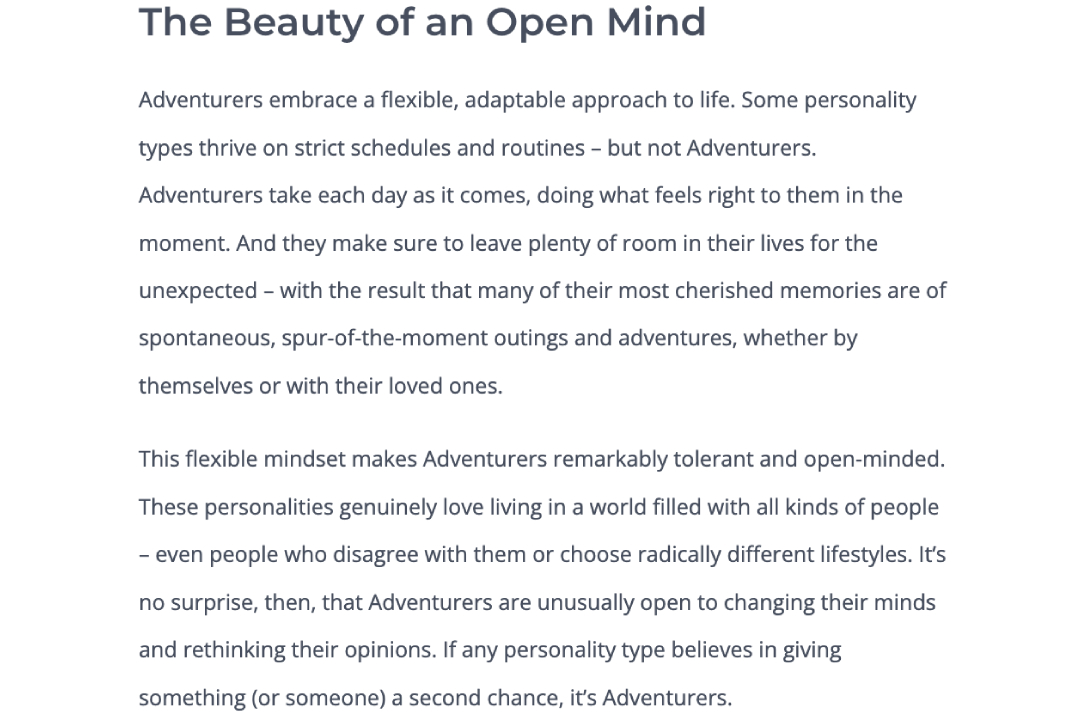 The Beauty of an Open Mind
Adventurers embrace a flexible, adaptable approach to life. Some personality
types thrive on strict schedules and routines – but not Adventurers.
Adventurers take each day as it comes, doing what feels right to them in the
moment. And they make sure to leave plenty of room in their lives for the
unexpected – with the result that many of their most cherished memories are of
spontaneous, spur-of-the-moment outings and adventures, whether by
themselves or with their loved ones.
This flexible mindset makes Adventurers remarkably tolerant and open-minded.
These personalities genuinely love living in a world filled with all kinds of people
– even people who disagree with them or choose radically different lifestyles. It’s
no surprise, then, that Adventurers are unusually open to changing their minds
and rethinking their opinions. If any personality type believes in giving
something (or someone) a second chance, it’s Adventurers.